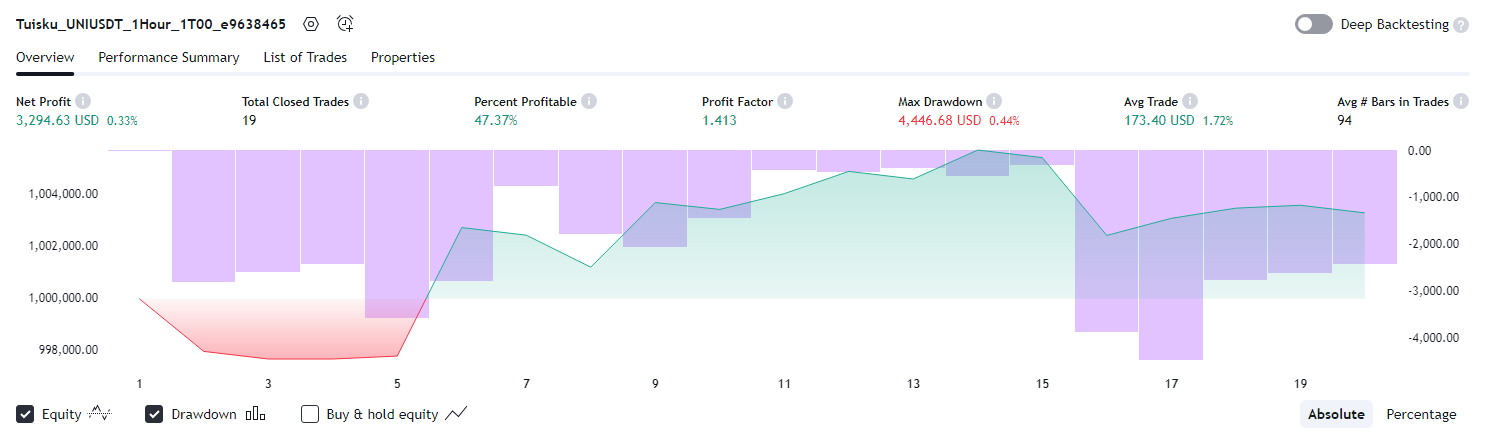 Tuisku_UNIUSDT_1Hour_1T00_e9638465 Deep Backtesting ?
Overview Performance Summary List of Trades Properties
Net Profit Total Closed Trades Percent Profitable Profit Factor Max Drawdown Avg Trade Avg # Bars in Trades
3,294.63 USD 0.33% 19 47.37% 1.413 4,446.68 USD 0.44% 173.40 USD 1.72% 94
0.00
1,004,000.00 -1,000.00
1,002,000.00 -2,000.00
1,000,000.00 -3,000.00
998,000.00 -4,000.00
1 3 5 7 9 11 13 15 17 19
Equity Drawdown Buy & hold equity Absolute Percentage